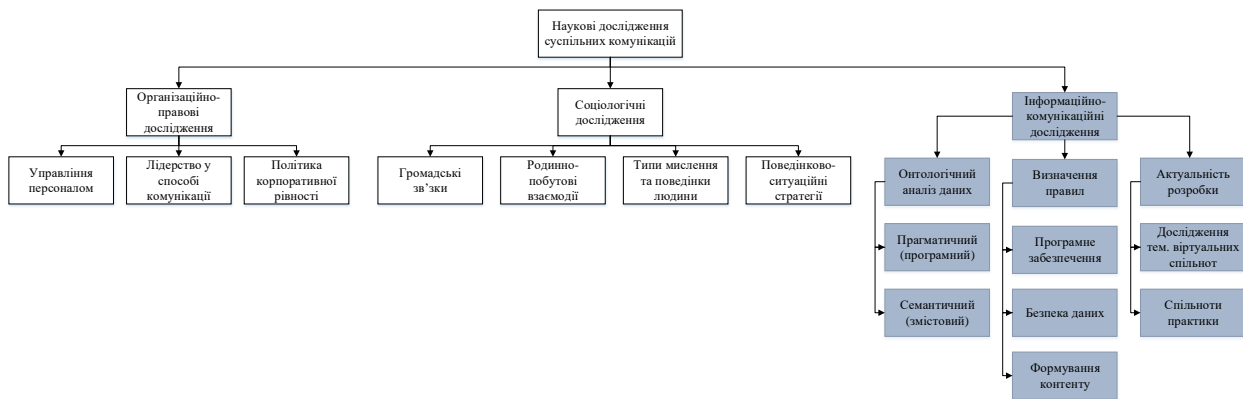 Наукові дослідження
суспільних комунікацій
Організаційно-
правові
дослідження
Соціологічні
дослідження
Інформаційно-
комунікаційні
дослідження
Управління
персоналом
Лідерство у
способі
комунікації
Політика
корпоративної
рівності
Громадські
зв’зки
Родинно-
побутові
взаємодії
Типи мислення
та поведінки
людини
Поведінково-
ситуаційні
стратегії
Онтологічний
аналіз даних
Визначення
правил
Актуальність
розробки
Прагматичний
(програмний)
Програмне
забезпечення
Дослідження
тем. віртуальних
спільнот
Семантичний
(змістовий)
Безпека даних
Спільноти
практики
Формування
контенту